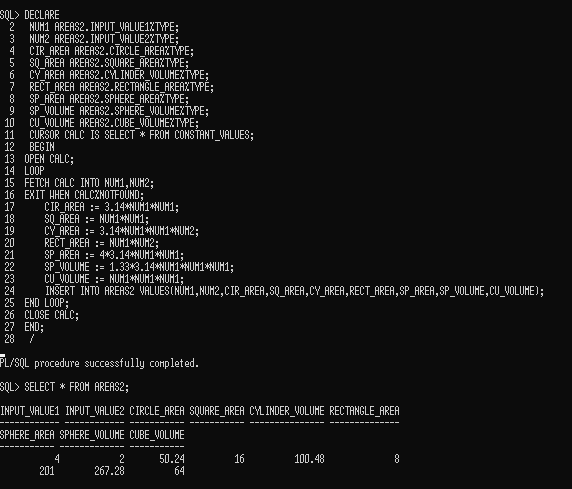 SQL> DECLARE
  2   NUM1 AREAS2.INPUT_VALUE1%TYPE;
  3   NUM2 AREAS2.INPUT_VALUE2%TYPE;
  4   CIR_AREA AREAS2.CIRCLE_AREA%TYPE;
  5   SQ_AREA AREAS2.SQUARE_AREA%TYPE;
  6   CY_AREA AREAS2.CYLINDER_VOLUME%TYPE;
  7   RECT_AREA AREAS2.RECTANGLE_AREA%TYPE;
  8   SP_AREA AREAS2.SPHERE_AREA%TYPE;
  9   SP_VOLUME AREAS2.SPHERE_VOLUME%TYPE;
 10   CU_VOLUME AREAS2.CUBE_VOLUME%TYPE;
 11   CURSOR CALC IS SELECT * FROM CONSTANT_VALUES;
 12   BEGIN
 13  OPEN CALC;
 14  LOOP
 15  FETCH CALC INTO NUM1,NUM2;
 16  EXIT WHEN CALC%NOTFOUND;
 17      CIR_AREA := 3.14*NUM1*NUM1;
 18      SQ_AREA := NUM1*NUM1;
 19      CY_AREA := 3.14*NUM1*NUM1*NUM2;
 20      RECT_AREA := NUM1*NUM2;
 21      SP_AREA := 4*3.14*NUM1*NUM1;
 22      SP_VOLUME := 1.33*3.14*NUM1*NUM1*NUM1;
 23      CU_VOLUME := NUM1*NUM1*NUM1;
 24      INSERT INTO AREAS2 VALUES(NUM1,NUM2,CIR_AREA,SQ_AREA,CY_AREA,RECT_AREA,SP_AREA,SP_VOLUME,CU_VOLUME);
 25  END LOOP;
 26  CLOSE CALC;
 27  END;
 28   /
PL/SQL procedure successfully completed.
SQL> SELECT * FROM AREAS2;
INPUT_VALUE1 INPUT_VALUE2 CIRCLE_AREA SQUARE_AREA CYLINDER_VOLUME RECTANGLE_AREA
------------ ------------ ----------- ----------- --------------- --------------
SPHERE_AREA SPHERE_VOLUME CUBE_VOLUME
----------- ------------- -----------
           4            2       50.24          16          100.48              8
        201        267.28          64